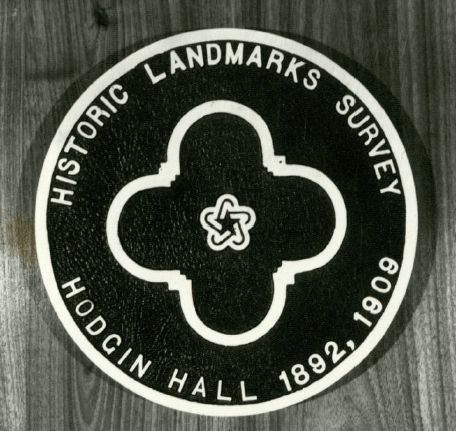 HISTORIC LANDMARKS SURVEY
HODGIN HALL 1892, 1909